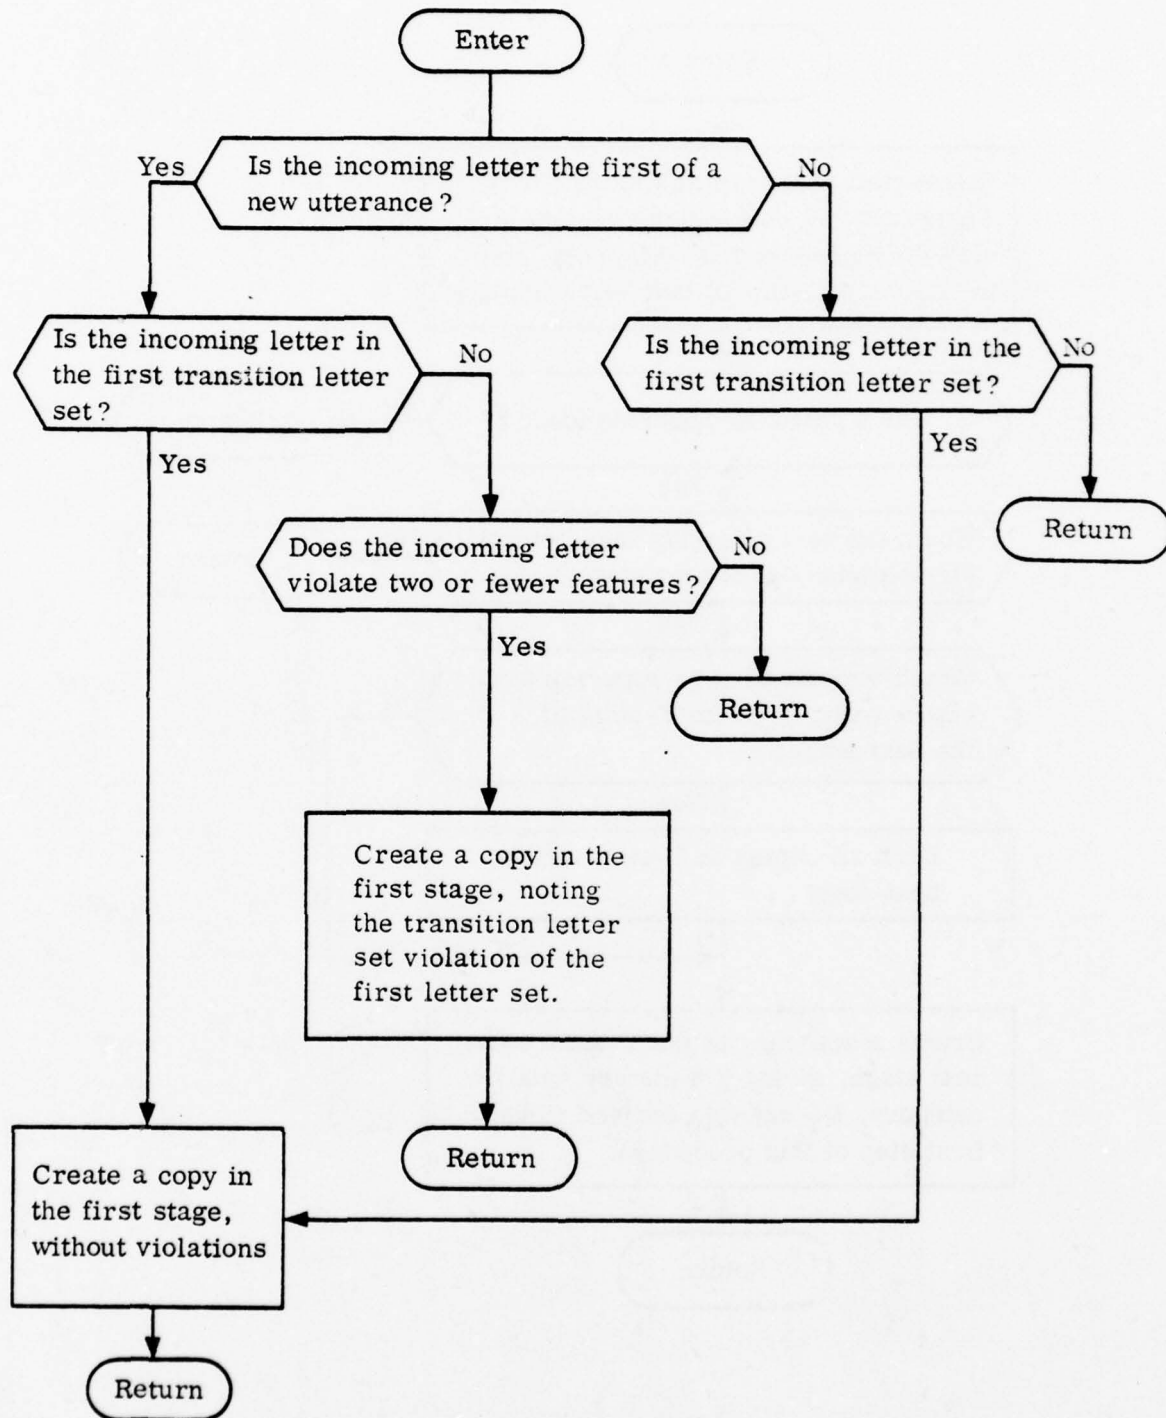 Enter
Yes
Is the incoming letter the first of a
new utterance?
No
Is the incoming letter in
the first transition letter
set?
No
Yes
Is the incoming letter in the
first transition letter set?
No
Yes
Return
Does the incoming letter
violate two or fewer features?
No
Yes
Return
Create a copy in the
first stage, noting
the transition letter
set violation of the
first letter set.
Return
Create a copy in
the first stage,
without violations
Return